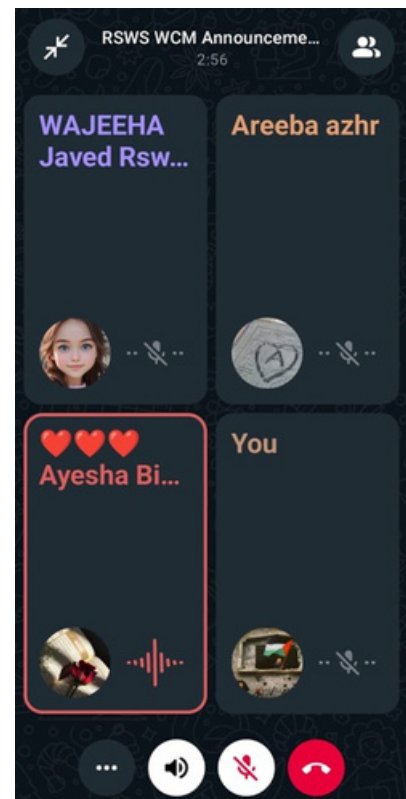 RSWS WCM Announceme...
2:56
WAJEEHA
Javed Rsw...
Areeba azhr
A
❤️❤️❤️
Ayesha Bi...
You